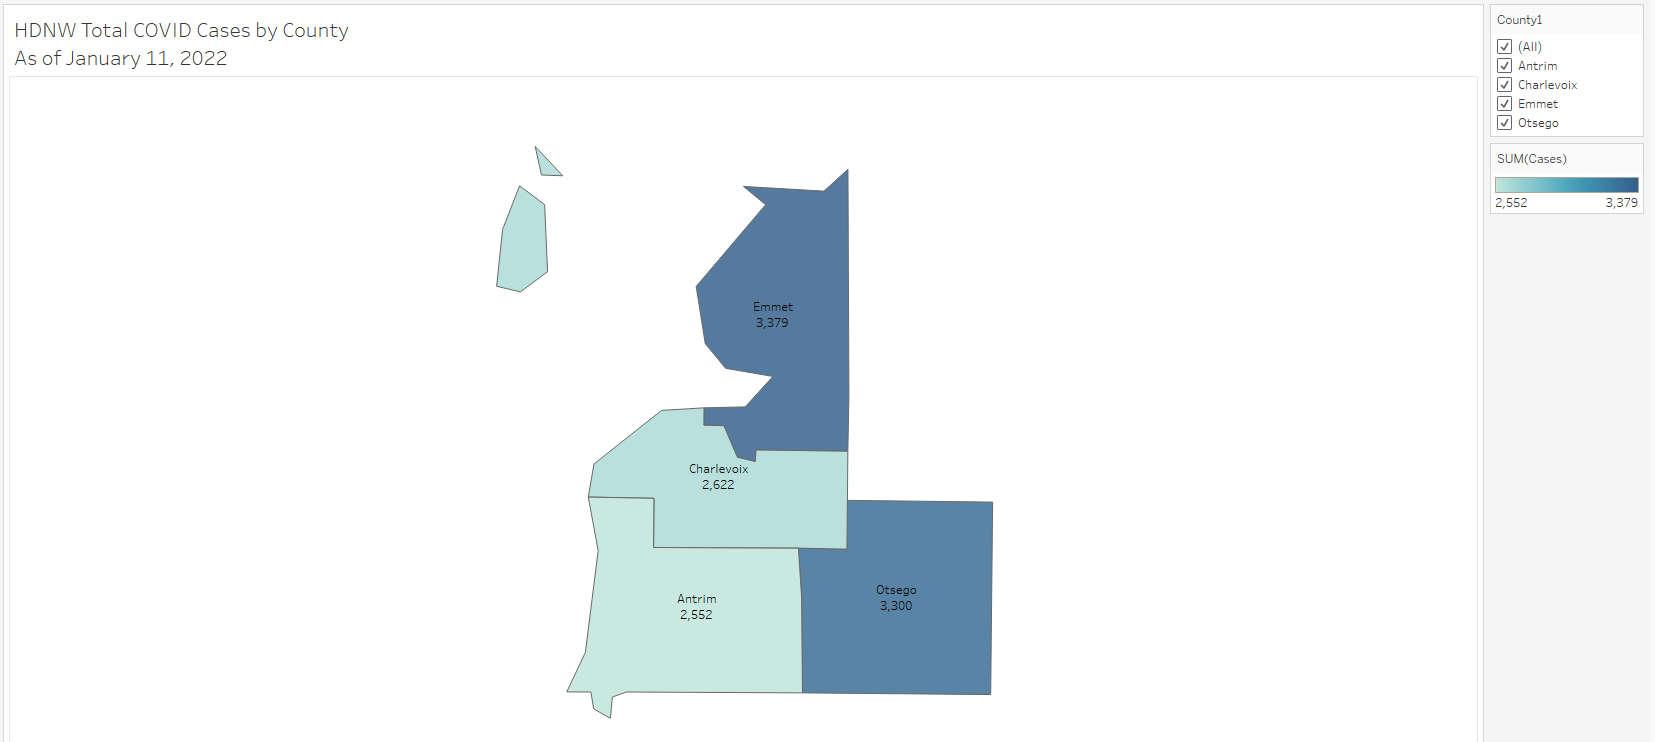 HDNW Total COVID Cases by County
As of January 11, 2022
Emmet
3,379
Charlevoix
2,622
Antrim
2,552
Otsego
3,300
County1
(All)
Antrim
Charlevoix
Emmet
Otsego
SUM(Cases)
2,552 3,379